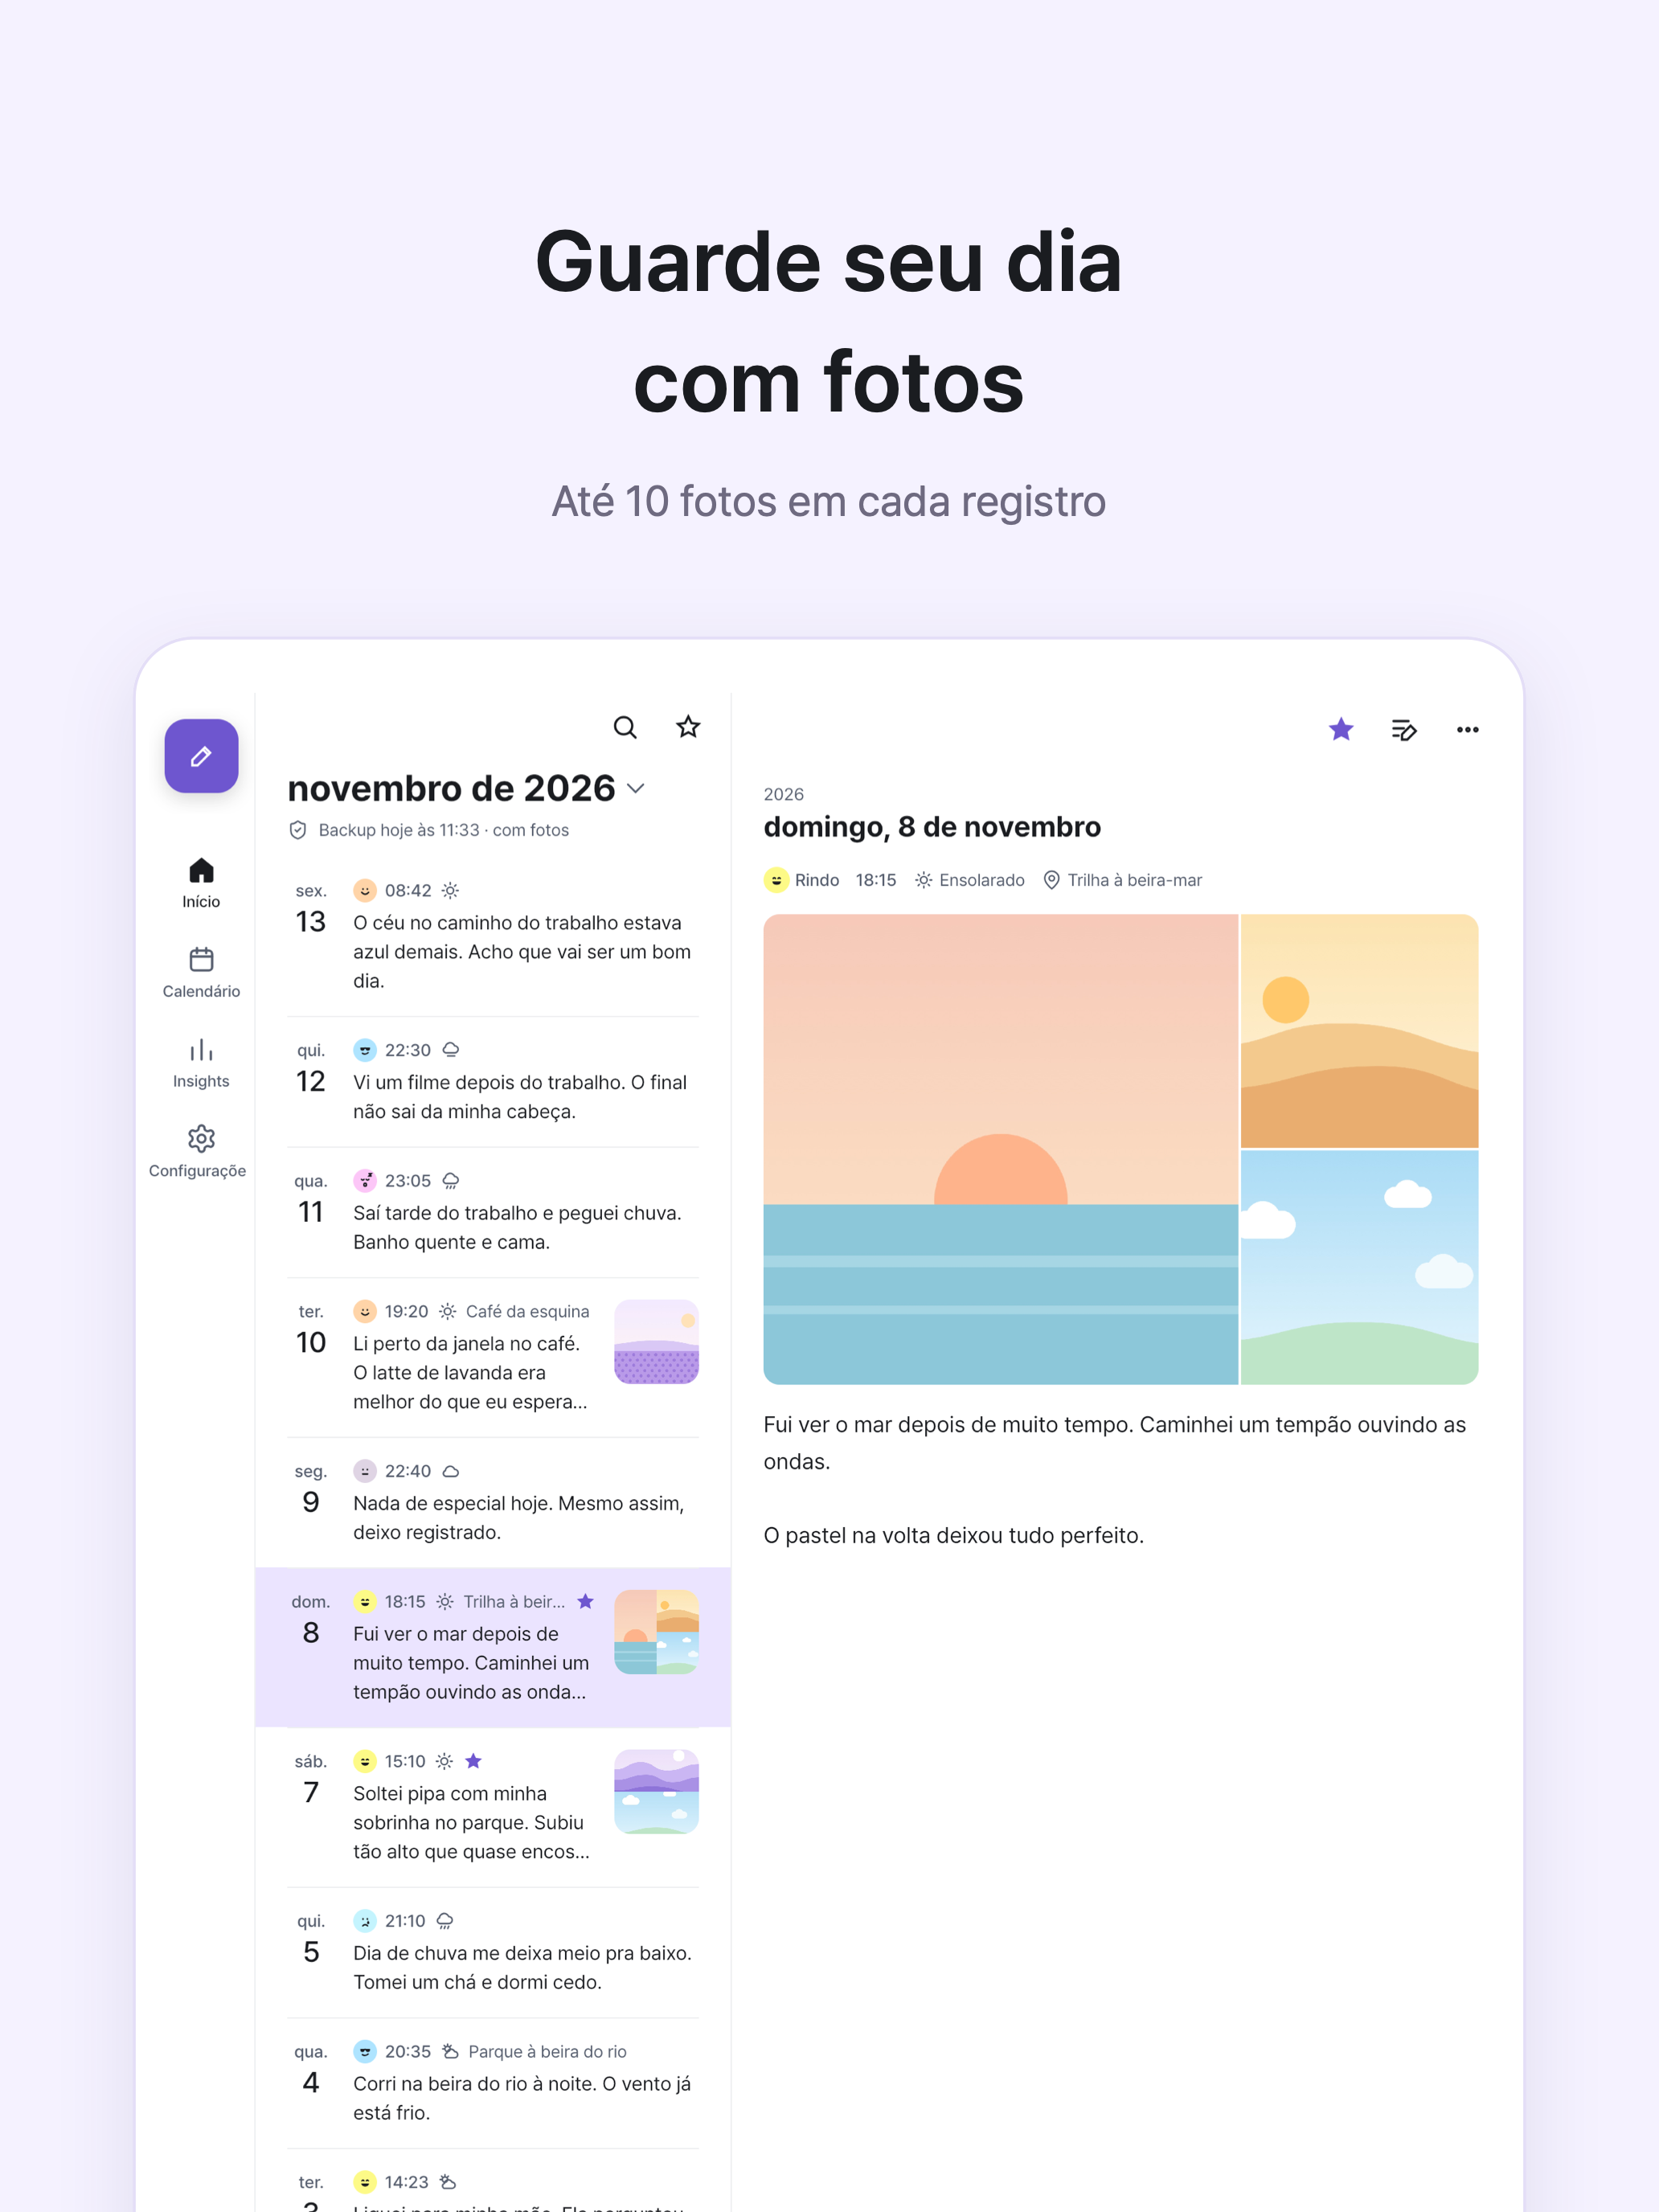 Guarde seu dia
com fotos
Até 10 fotos em cada registro
Início
Calendário
Insights
Configuraçõe
novembro de 2026
Backup hoje às 11:33 · com fotos
sex.
13
08:42
O céu no caminho do trabalho estava
azul demais. Acho que vai ser um bom
dia.
qui.
12
22:30
Vi um filme depois do trabalho. O final
não sai da minha cabeça.
qua.
11
23:05
Saí tarde do trabalho e peguei chuva.
Banho quente e cama.
ter.
10
19:20 Café da esquina
Li perto da janela no café.
O latte de lavanda era
melhor do que eu espera...
seg.
9
22:40
Nada de especial hoje. Mesmo assim,
deixo registrado.
dom.
8
18:15 Trilha à beir...
Fui ver o mar depois de
muito tempo. Caminhei um
tempão ouvindo as onda...
sáb.
7
15:10
Soltei pipa com minha
sobrinha no parque. Subiu
tão alto que quase encos...
qui.
5
21:10
Dia de chuva me deixa meio pra baixo.
Tomei um chá e dormi cedo.
qua.
4
20:35 Parque à beira do rio
Corri na beira do rio à noite. O vento já
está frio.
ter.
14:23
2026
domingo, 8 de novembro
Rindo 18:15 Ensolarado Trilha à beira-mar
Fui ver o mar depois de muito tempo. Caminhei um tempão ouvindo as
ondas.
O pastel na volta deixou tudo perfeito.